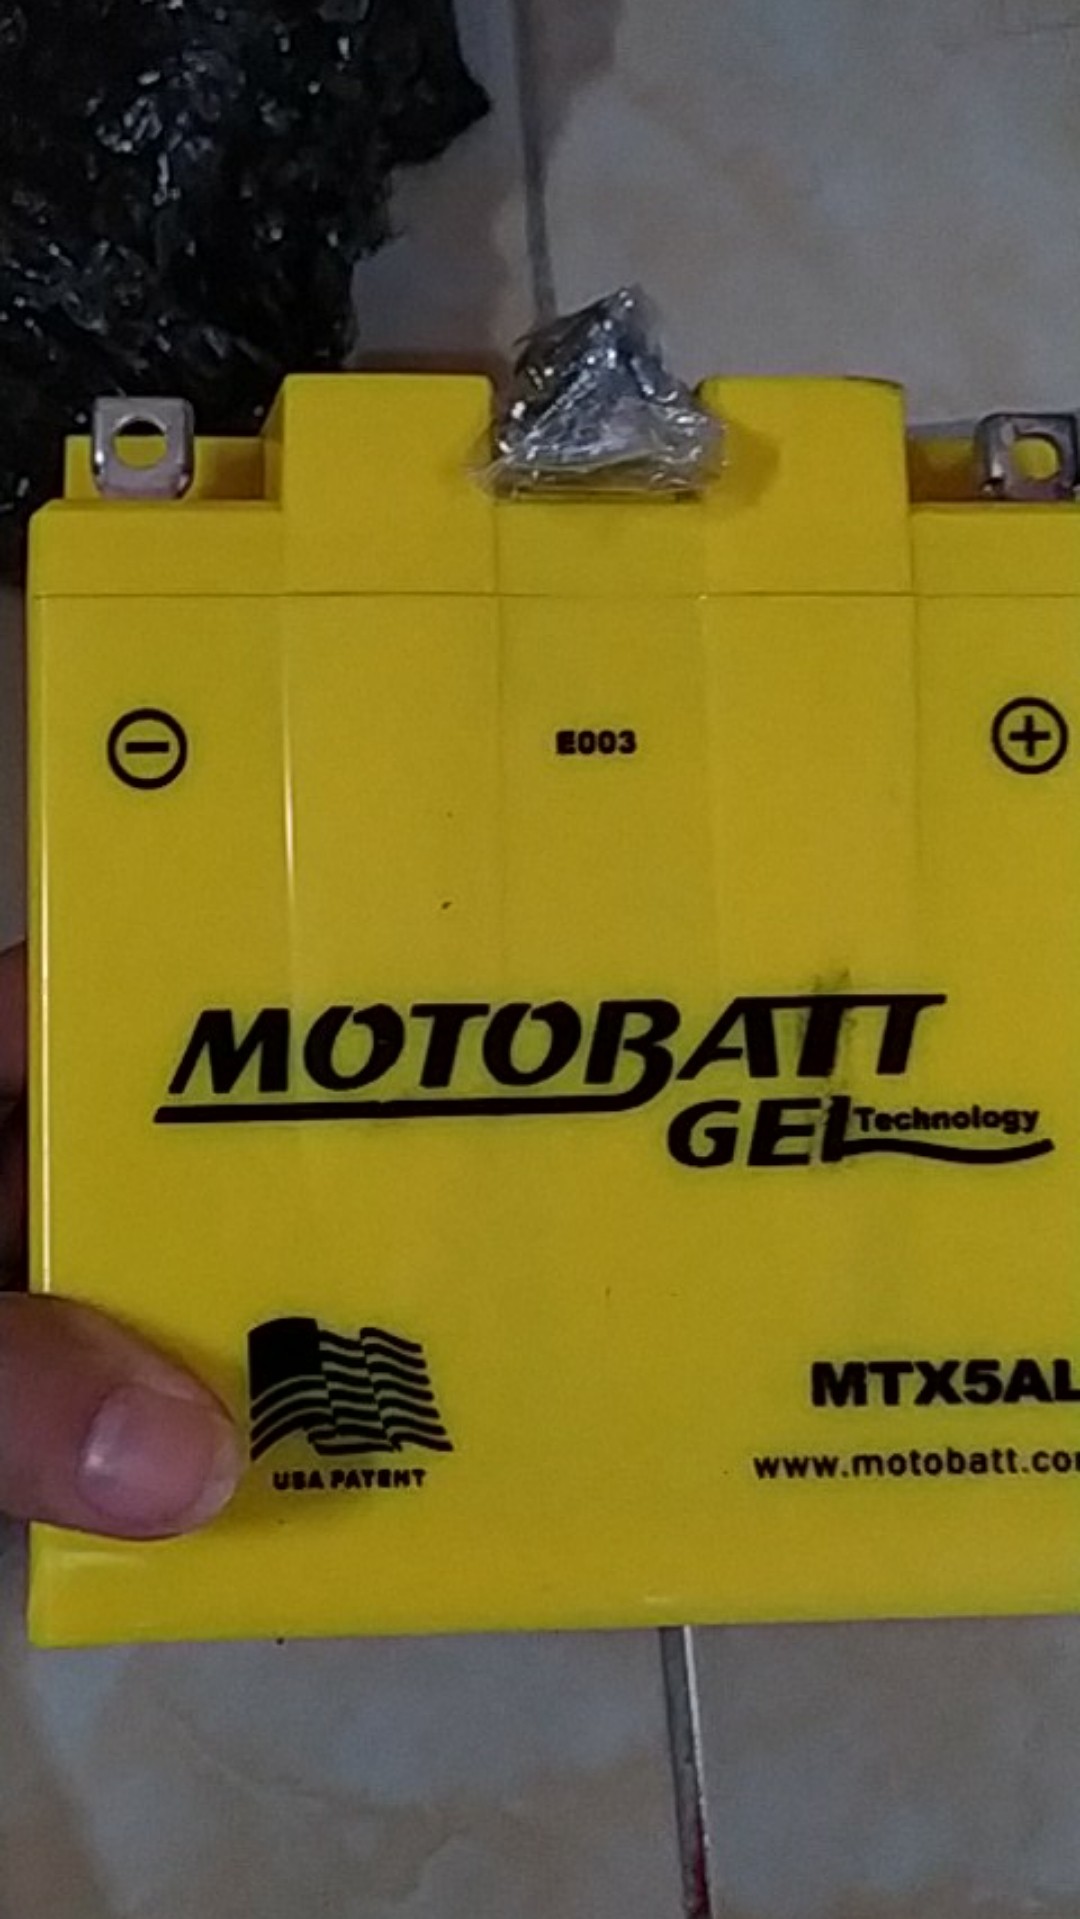 E003
MOTOBATT
GEL Technology
USA PATENT
MTX5AL
www.motobatt.co